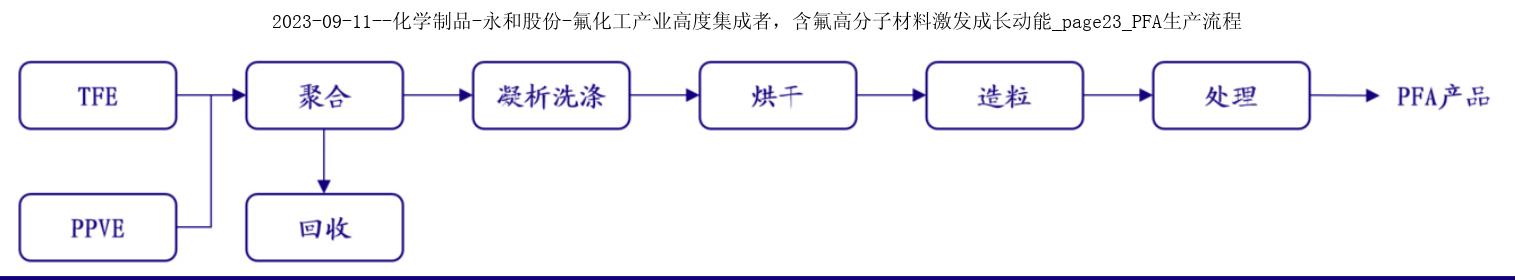 2023-09-11--化学制品-永和股份-氟化工产业高度集成者，含氟高分子材料激发成长动能_page23_PFA生产流程
TFE
聚合
凝析洗涤
烘干
造粒
处理
PFA产品
PPVE
回收